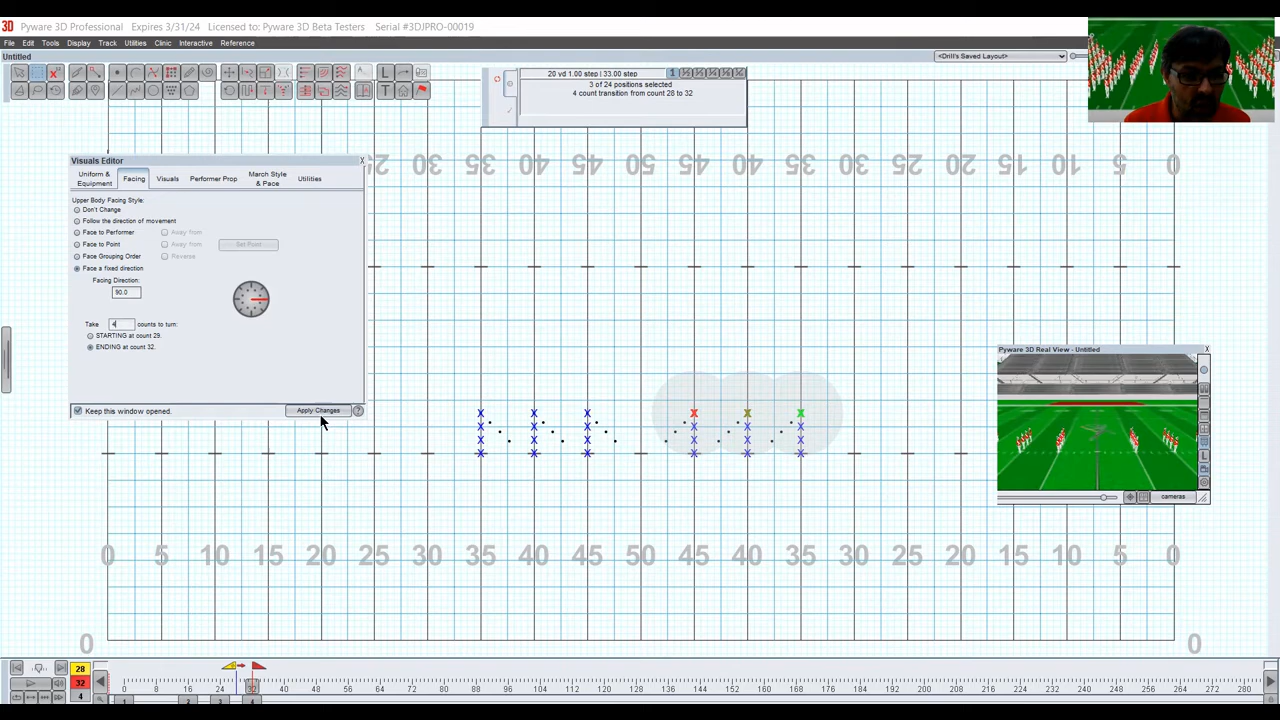 3D Pyware 3D Professional Expires 3/31/24 Licensed to: Pyware 3D Beta Testers Serial #3DJPRO-00019
File Edit Tools Display Track Utilities Clinic Interactive Reference
Untitled
<Drill's Saved Layout>
20 vd 1.00 step | 33.00 step
3 of 24 positions selected
4 count transition from count 28 to 32
Visuals Editor
Uniform & Equipment Facing Visuals Performer Prop March Style & Pace Utilities
Upper Body Facing Style:
Don't Change
Follow the direction of movement
Face to Performer Away from
Face to Point Away from Set Point
Face Grouping Order Reverse
Face a fixed direction
Facing Direction:
90.0
Take 4 counts to turn:
STARTING at count 29.
ENDING at count 32.
Keep this window opened. Apply Changes ?
25 30 35 40 45 50 45 40 35 30 25 20 15 10 5 0
Pyware 3D Real View - Untitled
cameras
0 5 10 15 20 25 30 35 40 45 50 45 40 35 30 25 20 15 10 5 0
0 0
28
32
4
0 8 16 24 32 40 48 56 64 72 80 88 96 104 112 120 128 136 144 152 160 168 176 184 192 200 208 216 224 232 240 248 256 264 272 280
1 2 3 4